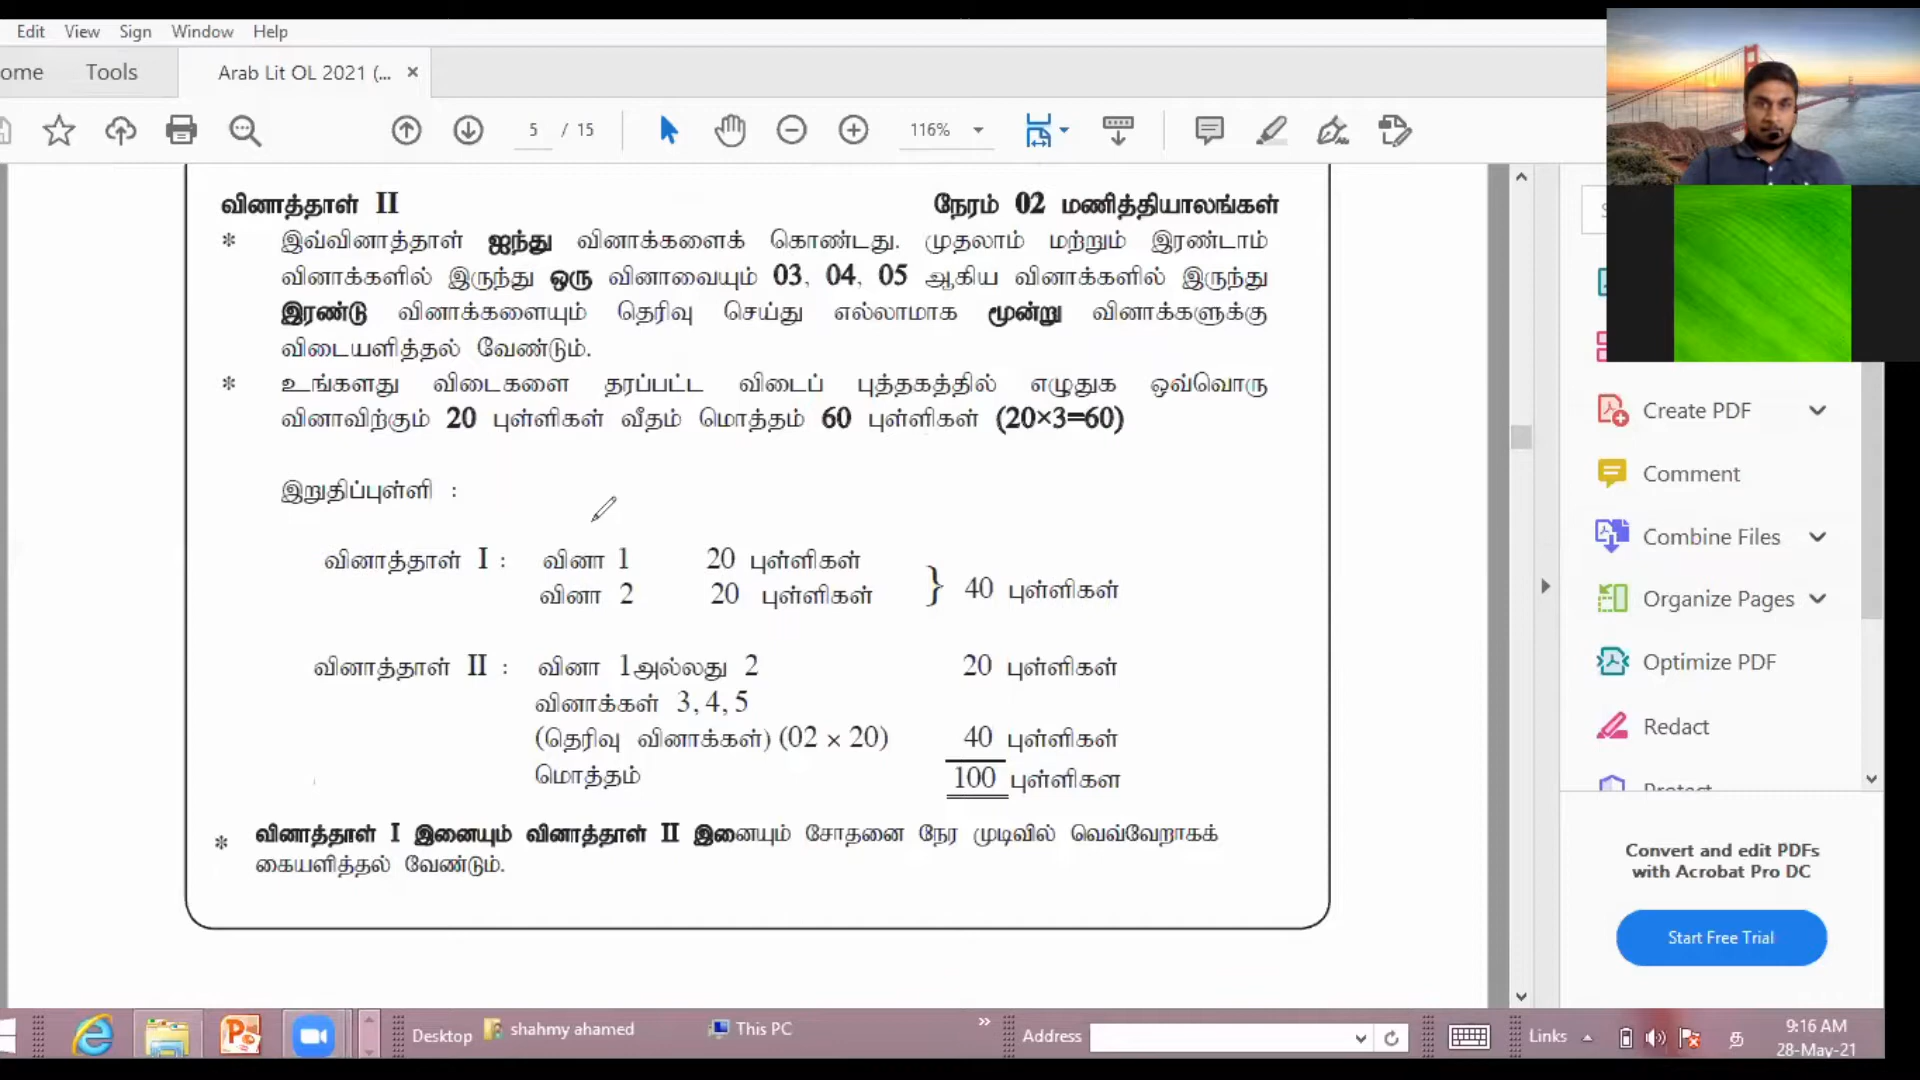 Edit View Sign Window Help
ome Tools Arab Lit OL 2021 (... ×
5 / 15 116%
வினாத்தாள் II நேரம் 02 மணித்தியாலங்கள்
* இவ்வினாத்தாள் ஐந்து வினாக்களைக் கொண்டது. முதலாம் மற்றும் இரண்டாம்
வினாக்களில் இருந்து ஒரு வினாவையும் 03, 04, 05 ஆகிய வினாக்களில் இருந்து
இரண்டு வினாக்களையும் தெரிவு செய்து எல்லாமாக மூன்று வினாக்களுக்கு
விடையளித்தல் வேண்டும்.
* உங்களது விடைகளை தரப்பட்ட விடைப் புத்தகத்தில் எழுதுக ஒவ்வொரு
வினாவிற்கும் 20 புள்ளிகள் வீதம் மொத்தம் 60 புள்ளிகள் (20×3=60)
இறுதிப்புள்ளி :
வினாத்தாள் I : வினா 1 20 புள்ளிகள்
வினா 2 20 புள்ளிகள் } 40 புள்ளிகள்
வினாத்தாள் II : வினா 1அல்லது 2 20 புள்ளிகள்
வினாக்கள் 3, 4, 5
(தெரிவு வினாக்கள்) (02 × 20) 40 புள்ளிகள்
மொத்தம் 100 புள்ளிகள
* வினாத்தாள் I இனையும் வினாத்தாள் II இனையும் சோதனை நேர முடிவில் வெவ்வேறாகக்
கையளித்தல் வேண்டும்.
Create PDF
Comment
Combine Files
Organize Pages
Optimize PDF
Redact
Protect
Convert and edit PDFs
with Acrobat Pro DC
Start Free Trial
Desktop shahmy ahamed This PC » Address Links த 9:16 AM
28-May-21